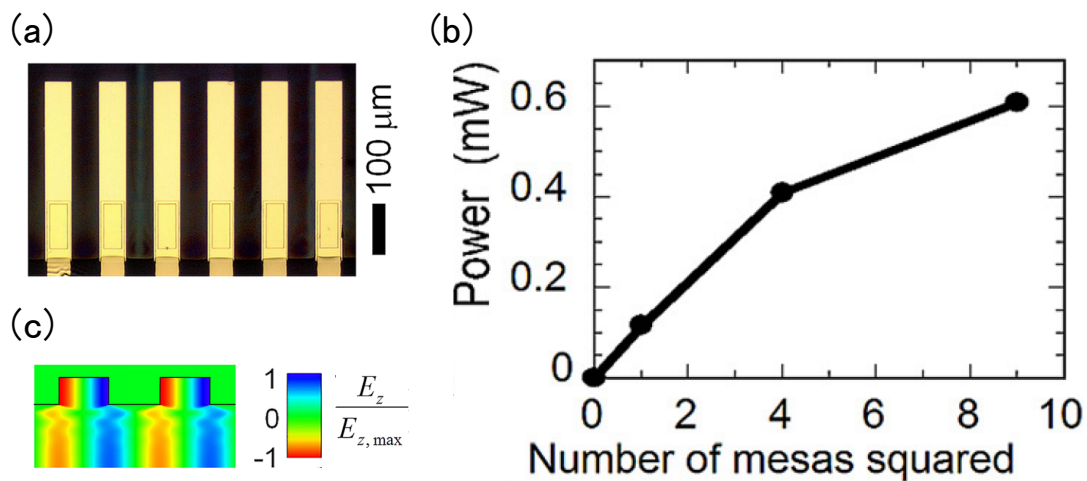 (a)
100 μm
(b)
Power (mW)
0.6
0.4
0.2
0
0 2 4 6 8 10
Number of mesas squared
(c)
1
0
-1
E_z
E_z, max